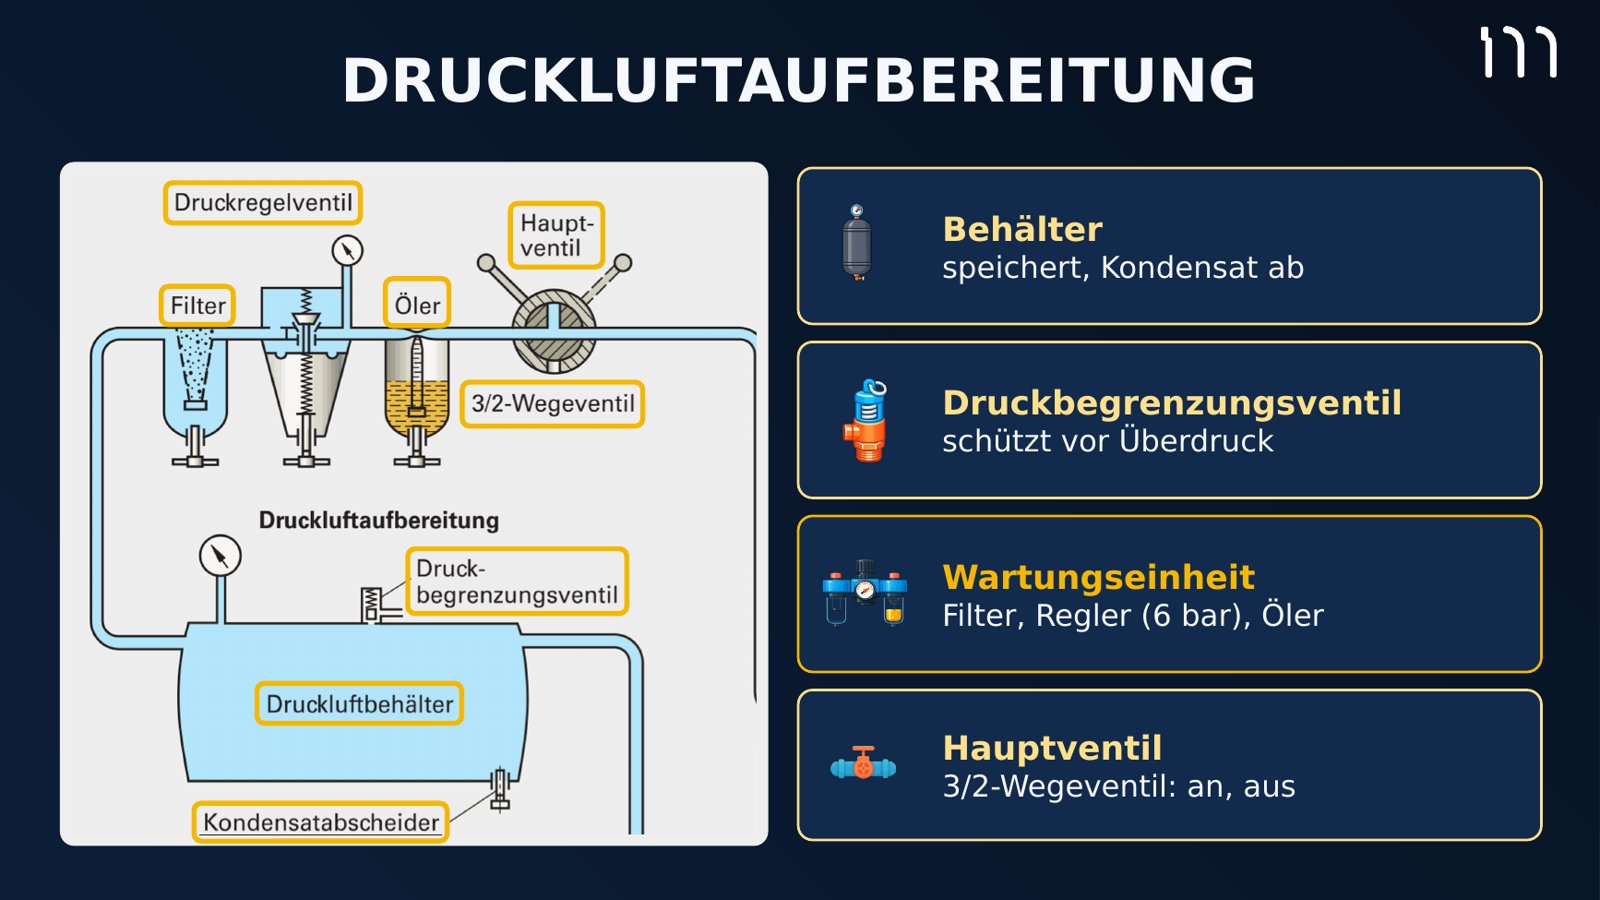 DRUCKLUFTAUFBEREITUNG
Druckregelventil
Haupt-
ventil
Filter
Öler
3/2-Wegeventil
Druckluftaufbereitung
Druck-
begrenzungsventil
Druckluftbehälter
Kondensatabscheider
Behälter
speichert, Kondensat ab
Druckbegrenzungsventil
schützt vor Überdruck
Wartungseinheit
Filter, Regler (6 bar), Öler
Hauptventil
3/2-Wegeventil: an, aus